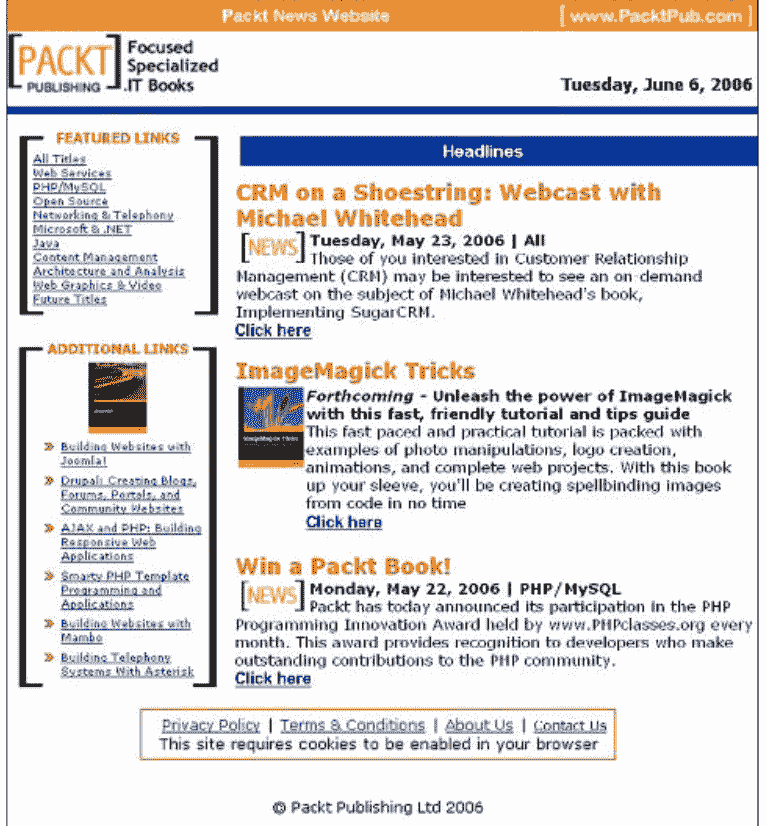 Packt News Website
[ www.PacktPub.com ]
PACKT
PUBLISHING
Focused
Specialized
.IT Books
Tuesday, June 6, 2006
FEATURED LINKS
All Titles
Web Services
PHP/MySQL
Open Source
Networking & Telephony
Microsoft & .NET
Java
Content Management
Architecture and Analysis
Web Graphics & Video
Future Titles
ADDITIONAL LINKS
Building Websites with
Joomla!
Drupal: Creating Blogs,
Forums, Portals, and
Community Websites
AJAX and PHP: Building
Responsive Web
Applications
Smarty PHP Template
Programming and
Applications
Building Websites with
Mambo
Building Telephony
Systems With Asterisk
Headlines
CRM on a Shoestring: Webcast with
Michael Whitehead
[NEWS] Tuesday, May 23, 2006 | All
Those of you interested in Customer Relationship
Management (CRM) may be interested to see an on-demand
webcast on the subject of Michael Whitehead's book,
Implementing SugarCRM.
Click here
ImageMagick Tricks
ImageMagick Tricks
Forthcoming - Unleash the power of ImageMagick
with this fast, friendly tutorial and tips guide
This fast paced and practical tutorial is packed with
examples of photo manipulations, logo creation,
animations, and complete web projects. With this book
up your sleeve, you'll be creating spellbinding images
from code in no time
Click here
Win a Packt Book!
[NEWS] Monday, May 22, 2006 | PHP/MySQL
Packt has today announced its participation in the PHP
Programming Innovation Award held by www.PHPclasses.org every
month. This award provides recognition to developers who make
outstanding contributions to the PHP community.
Click here
Privacy Policy | Terms & Conditions | About Us | Contact Us
This site requires cookies to be enabled in your browser
© Packt Publishing Ltd 2006